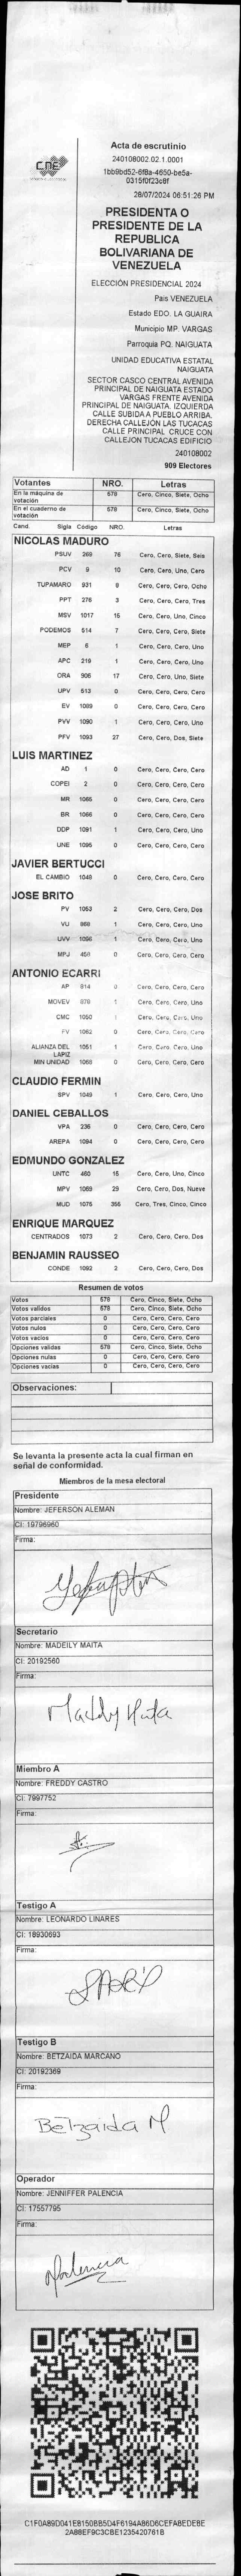 CNE
Acta de escrutinio
240108002.02.1.0001
1bb9bd52-6f8a-4650-be5a-
0315f0f23c6f
28/07/2024 06:51:26 PM
PRESIDENTA O
PRESIDENTE DE LA
REPUBLICA
BOLIVARIANA DE
VENEZUELA
ELECCIÓN PRESIDENCIAL 2024
Pais VENEZUELA
Estado EDO. LA GUAIRA
Municipio MP. VARGAS
Parroquia PQ. NAIGUATA
UNIDAD EDUCATIVA ESTATAL
NAIGUATA
SECTOR CASCO CENTRAL AVENIDA
PRINCIPAL DE NAIGUATA ESTADO
VARGAS FRENTE AVENIDA
PRINCIPAL DE NAIGUATA. IZQUIERDA
CALLE SUBIDA A PUEBLO ARRIBA.
DERECHA CALLEJON LAS TUCACAS
CALLE PRINCIPAL CRUCE CON
CALLEJON TUCACAS EDIFICIO
240108002
909 Electores
Votantes NRO. Letras
En la máquina de votación 578 Cero, Cinco, Siete, Ocho
En el cuaderno de votación 578 Cero, Cinco, Siete, Ocho
Cand. Sigla Código NRO. Letras
NICOLAS MADURO
PSUV 269 76 Cero, Cero, Siete, Seis
PCV 9 10 Cero, Cero, Uno, Cero
TUPAMARO 931 8 Cero, Cero, Cero, Ocho
PPT 276 3 Cero, Cero, Cero, Tres
MSV 1017 15 Cero, Cero, Uno, Cinco
PODEMOS 514 7 Cero, Cero, Cero, Siete
MEP 6 1 Cero, Cero, Cero, Uno
APC 219 1 Cero, Cero, Cero, Uno
ORA 906 17 Cero, Cero, Uno, Siete
UPV 513 0 Cero, Cero, Cero, Cero
EV 1089 0 Cero, Cero, Cero, Cero
PVV 1090 1 Cero, Cero, Cero, Uno
PFV 1093 27 Cero, Cero, Dos, Siete
LUIS MARTINEZ
AD 1 0 Cero, Cero, Cero, Cero
COPEI 2 0 Cero, Cero, Cero, Cero
MR 1065 0 Cero, Cero, Cero, Cero
BR 1066 0 Cero, Cero, Cero, Cero
DDP 1091 1 Cero, Cero, Cero, Uno
UNE 1095 0 Cero, Cero, Cero, Cero
JAVIER BERTUCCI
EL CAMBIO 1048 0 Cero, Cero, Cero, Cero
JOSE BRITO
PV 1053 2 Cero, Cero, Cero, Dos
VU 869 1 Cero, Cero, Cero, Uno
UVV 1096 1 Cero, Cero, Cero, Uno
MPJ 458 0 Cero, Cero, Cero, Cero
ANTONIO ECARRI
AP 814 0 Cero, Cero, Cero, Cero
MOVEV 978 1 Cero, Cero, Cero, Uno
CMC 1050 1 Cero, Cero, Cero, Uno
FV 1062 0 Cero, Cero, Cero, Cero
ALIANZA DEL LAPIZ 1051 1 Cero, Cero, Cero, Uno
MIN UNIDAD 1068 0 Cero, Cero, Cero, Cero
CLAUDIO FERMIN
SPV 1049 1 Cero, Cero, Cero, Uno
DANIEL CEBALLOS
VPA 236 0 Cero, Cero, Cero, Cero
AREPA 1094 0 Cero, Cero, Cero, Cero
EDMUNDO GONZALEZ
UNTC 460 15 Cero, Cero, Uno, Cinco
MPV 1069 29 Cero, Cero, Dos, Nueve
MUD 1075 355 Cero, Tres, Cinco, Cinco
ENRIQUE MARQUEZ
CENTRADOS 1073 2 Cero, Cero, Cero, Dos
BENJAMIN RAUSSEO
CONDE 1092 2 Cero, Cero, Cero, Dos
Resumen de votos
Votos 578 Cero, Cinco, Siete, Ocho
Votos validos 578 Cero, Cinco, Siete, Ocho
Votos parciales 0 Cero, Cero, Cero, Cero
Votos nulos 0 Cero, Cero, Cero, Cero
Votos vacios 0 Cero, Cero, Cero, Cero
Opciones validas 578 Cero, Cinco, Siete, Ocho
Opciones nulas 0 Cero, Cero, Cero, Cero
Opciones vacias 0 Cero, Cero, Cero, Cero
Observaciones:
Se levanta la presente acta la cual firman en
señal de conformidad.
Miembros de la mesa electoral
Presidente
Nombre: JEFERSON ALEMAN
CI: 19796960
Firma:
Secretario
Nombre: MADEILY MAITA
CI: 20192560
Firma:
Maddy Maita
Miembro A
Nombre: FREDDY CASTRO
CI: 7997752
Firma:
Testigo A
Nombre: LEONARDO LINARES
CI: 18930693
Firma:
Testigo B
Nombre: BETZAIDA MARCANO
CI: 20192369
Firma:
Betzaida M
Operador
Nombre: JENNIFFER PALENCIA
CI: 17557795
Firma:
Palencia
C1F0A89D041E8150BB5D4F6194A86D6CEFA8EDE8E
2A88EF9C3CBE1235420761B